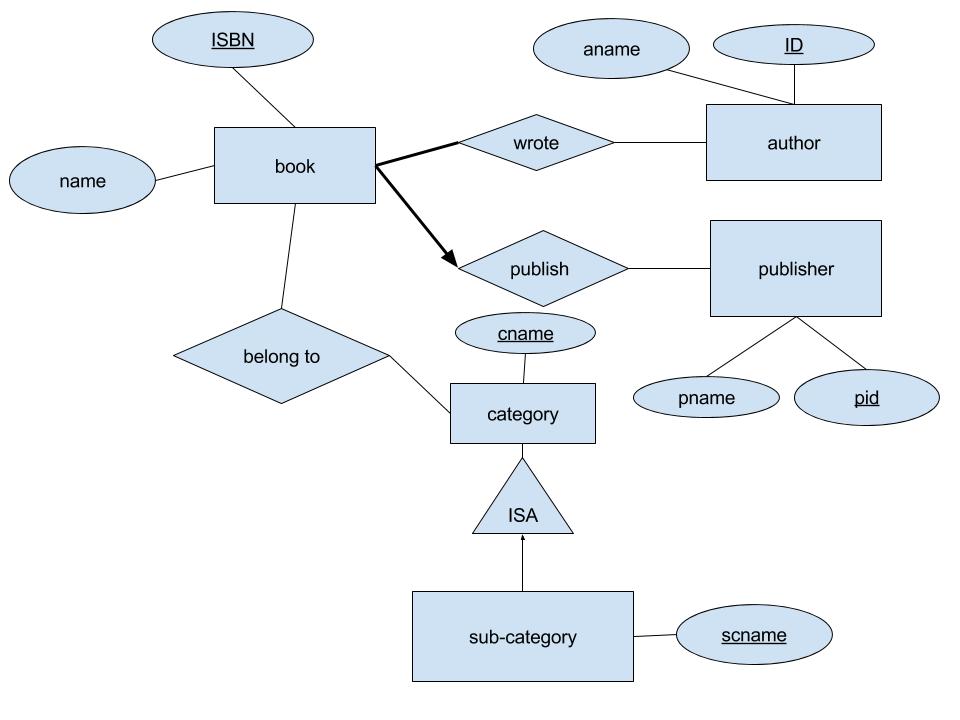 ISBN
aname
ID
wrote
author
book
name
publish
publisher
cname
belong to
pname
pid
category
ISA
sub-category
scname